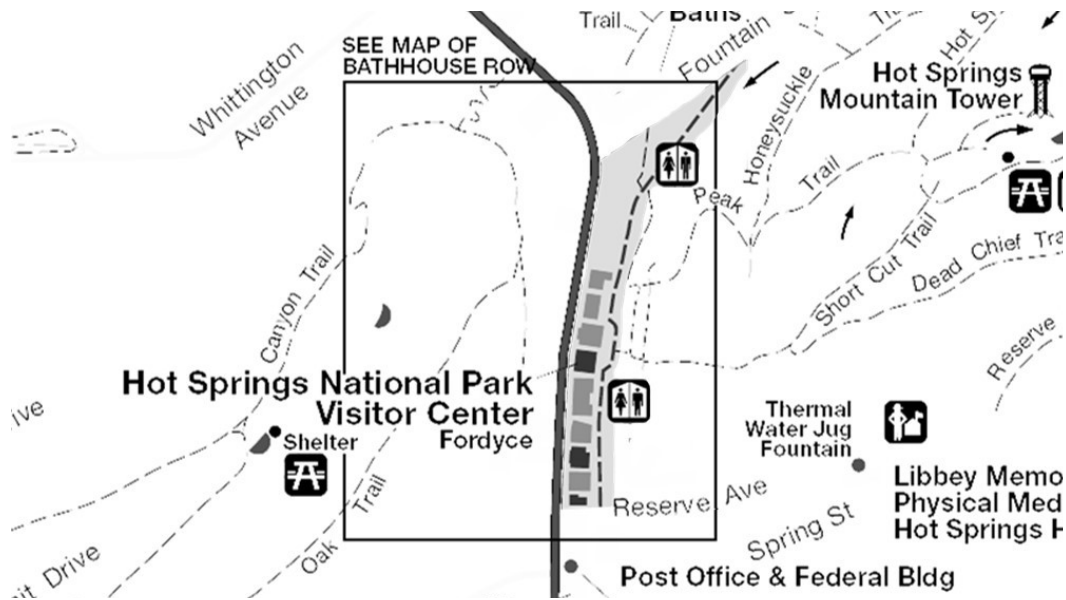 Trail
Baths
Fountain
SEE MAP OF
BATHHOUSE ROW
Whittington
Avenue
Hot Springs
Mountain Tower
Honeysuckle
Peak
Trail
Canyon Trail
Short Cut Trail
Dead Chief
Reserve
Hot Springs National Park
Visitor Center
Fordyce
Shelter
Thermal
Water Jug
Fountain
Oak Trail
Reserve Ave
Spring St
Libbey
Physical
Hot Springs
Drive
Post Office & Federal Bldg